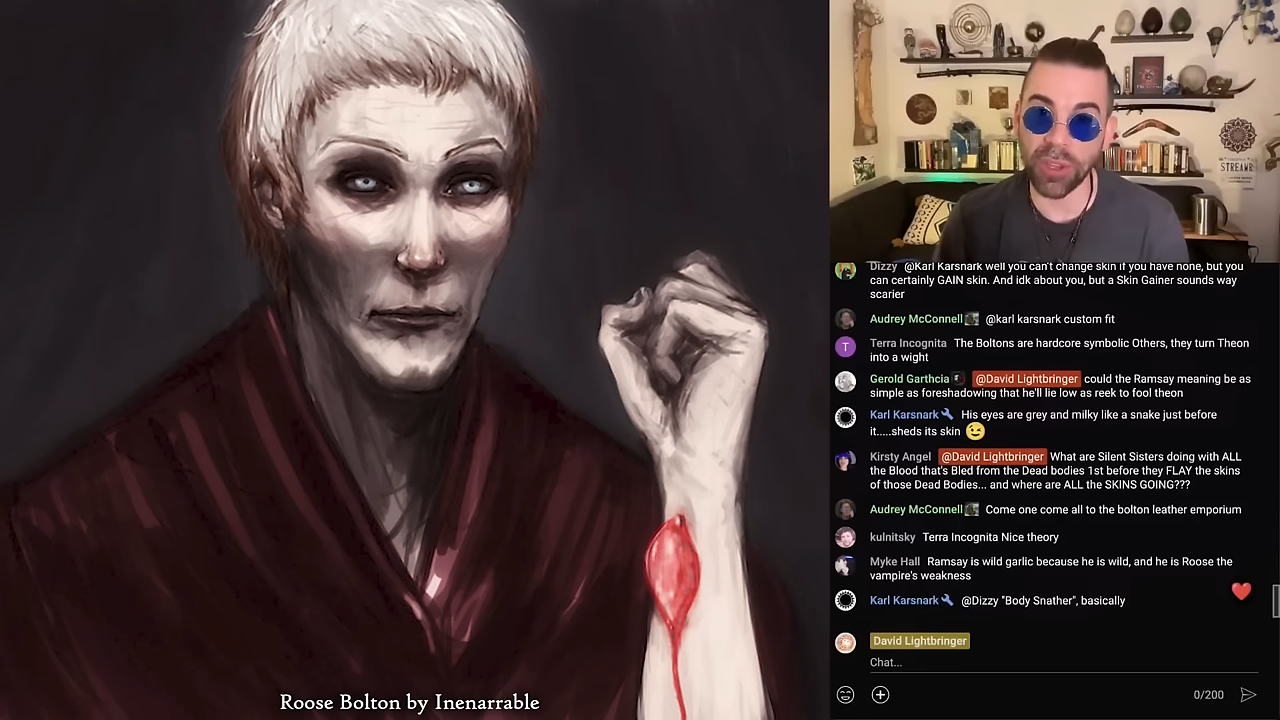 STREAMR
Dizzy @Karl Karsnark well you can't change skin if you have none, but you
can certainly GAIN skin. And idk about you, but a Skin Gainer sounds way
scarier
Audrey McConnell @karl karsnark custom fit
T
Terra Incognita The Boltons are hardcore symbolic Others, they turn Theon
into a wight
Gerold Garthcia @David Lightbringer could the Ramsay meaning be as
simple as foreshadowing that he'll lie low as reek to fool theon
Karl Karsnark His eyes are grey and milky like a snake just before
it.....sheds its skin
Kirsty Angel @David Lightbringer What are Silent Sisters doing with ALL
the Blood that's Bled from the Dead bodies 1st before they FLAY the skins
of those Dead Bodies... and where are ALL the SKINS GOING???
Audrey McConnell Come one come all to the bolton leather emporium
kulnitsky Terra Incognita Nice theory
Myke Hall Ramsay is wild garlic because he is wild, and he is Roose the
vampire's weakness
Karl Karsnark @Dizzy "Body Snather", basically
David Lightbringer
Chat...
0/200
Roose Bolton by Inenarrable